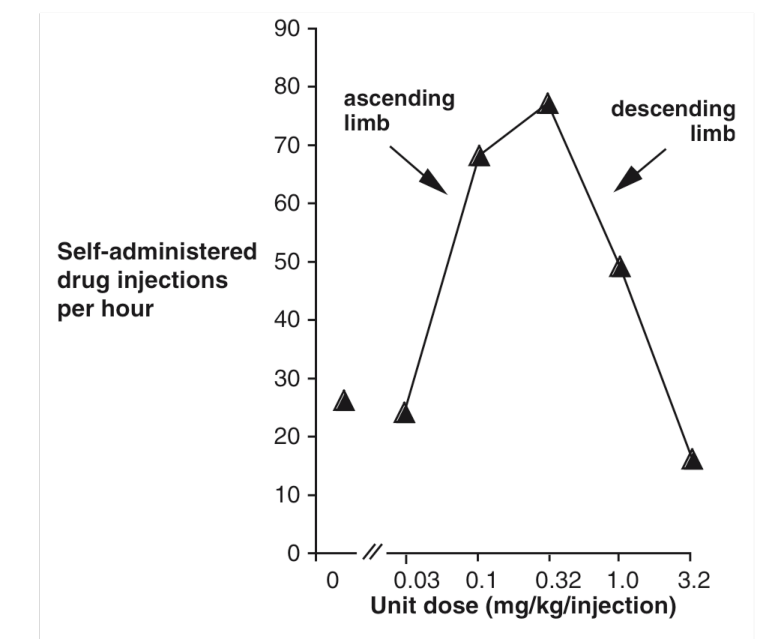 90
80
ascending
limb
descending
limb
70
60
Self-administered
drug injections
per hour
50
40
30
20
10
0
0 0.03 0.1 0.32 1.0 3.2
Unit dose (mg/kg/injection)